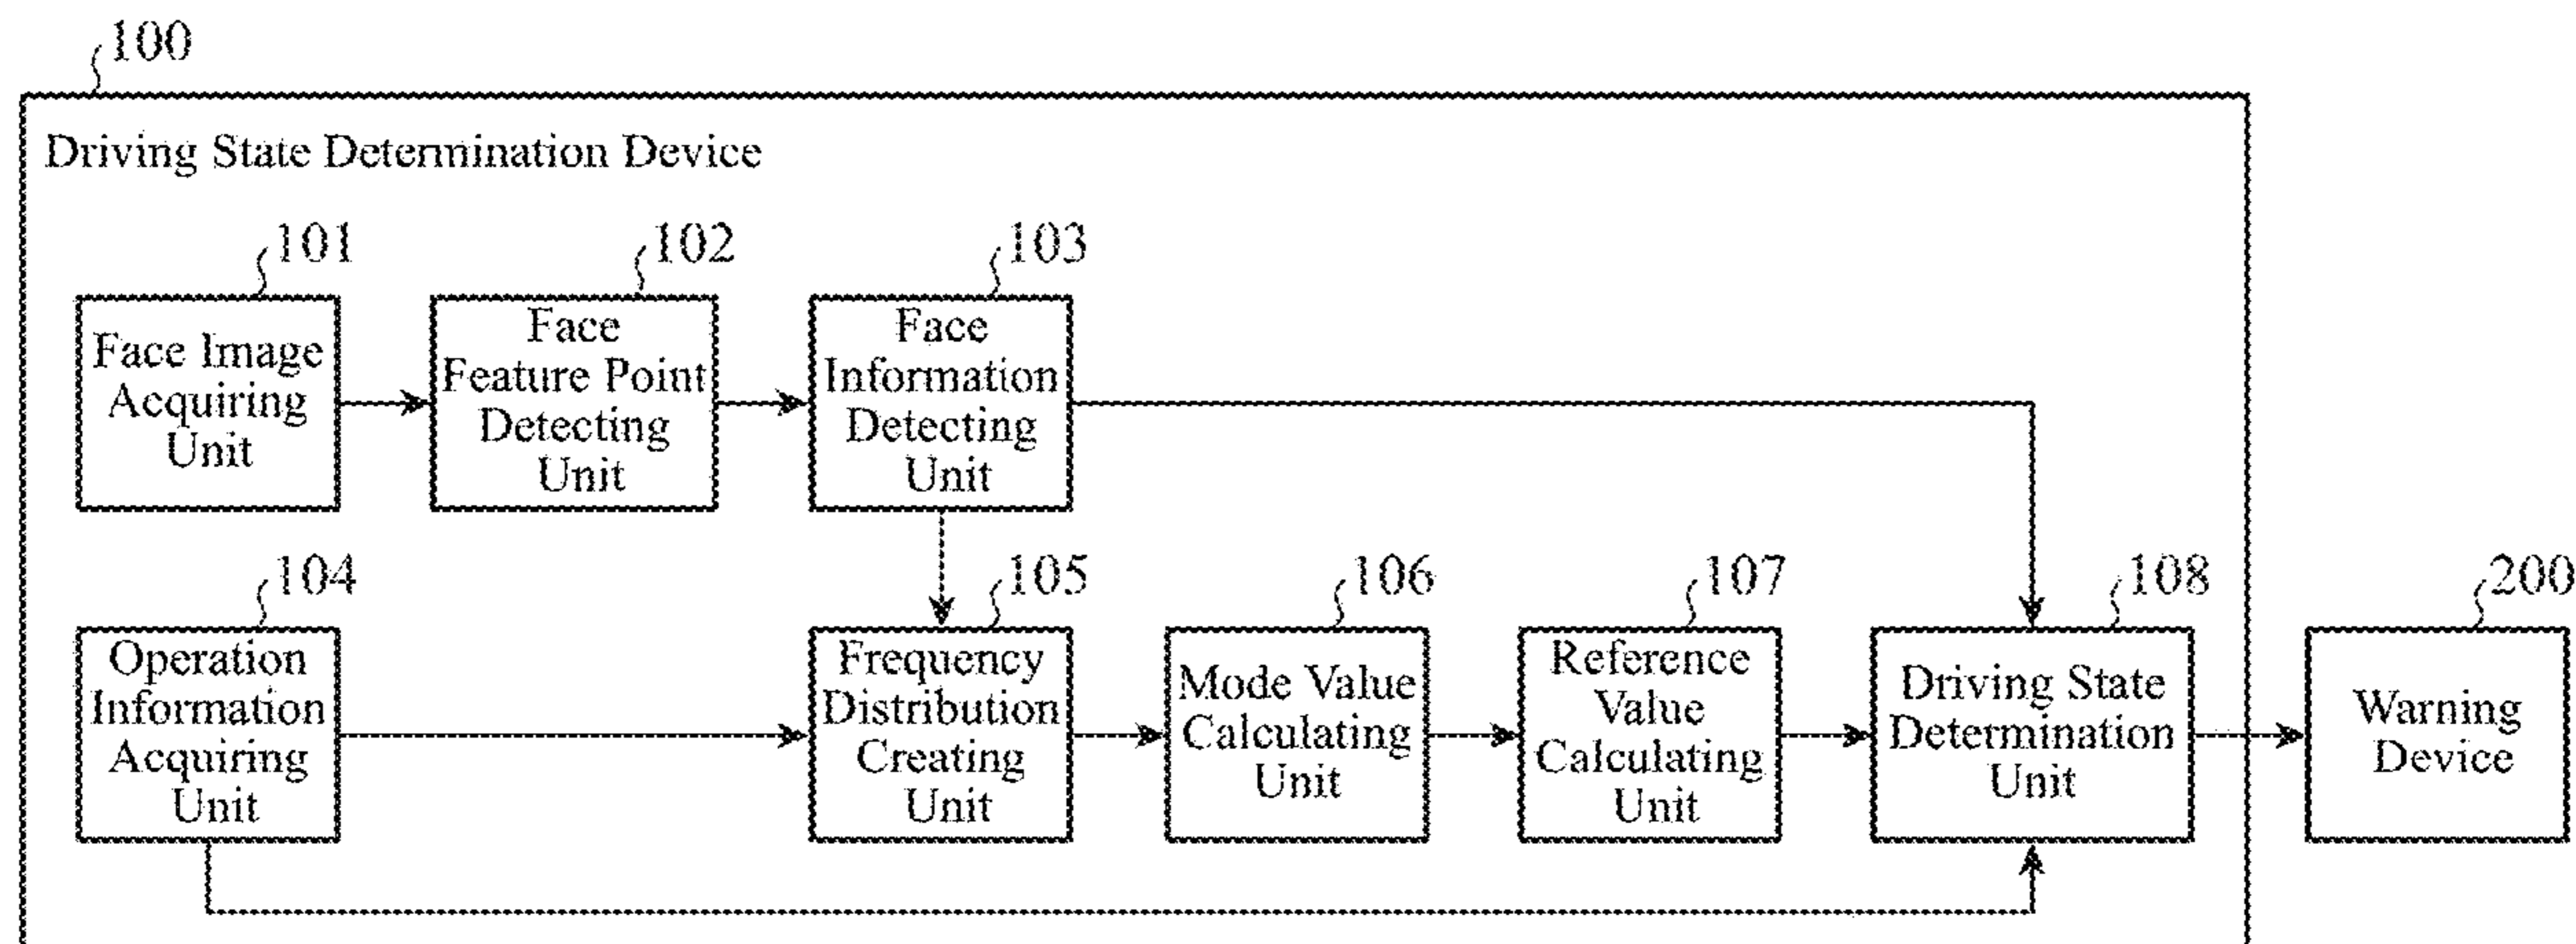 100
Driving State Determination Device
101
102
103
Face Image
Acquiring
Unit
Face
Feature Point
Detecting
Unit
Face
Information
Detecting
Unit
104
105
106
107
108
200
Operation
Information
Acquiring
Unit
Frequency
Distribution
Creating
Unit
Mode Value
Calculating
Unit
Reference
Value
Calculating
Unit
Driving State
Determination
Unit
Warning
Device